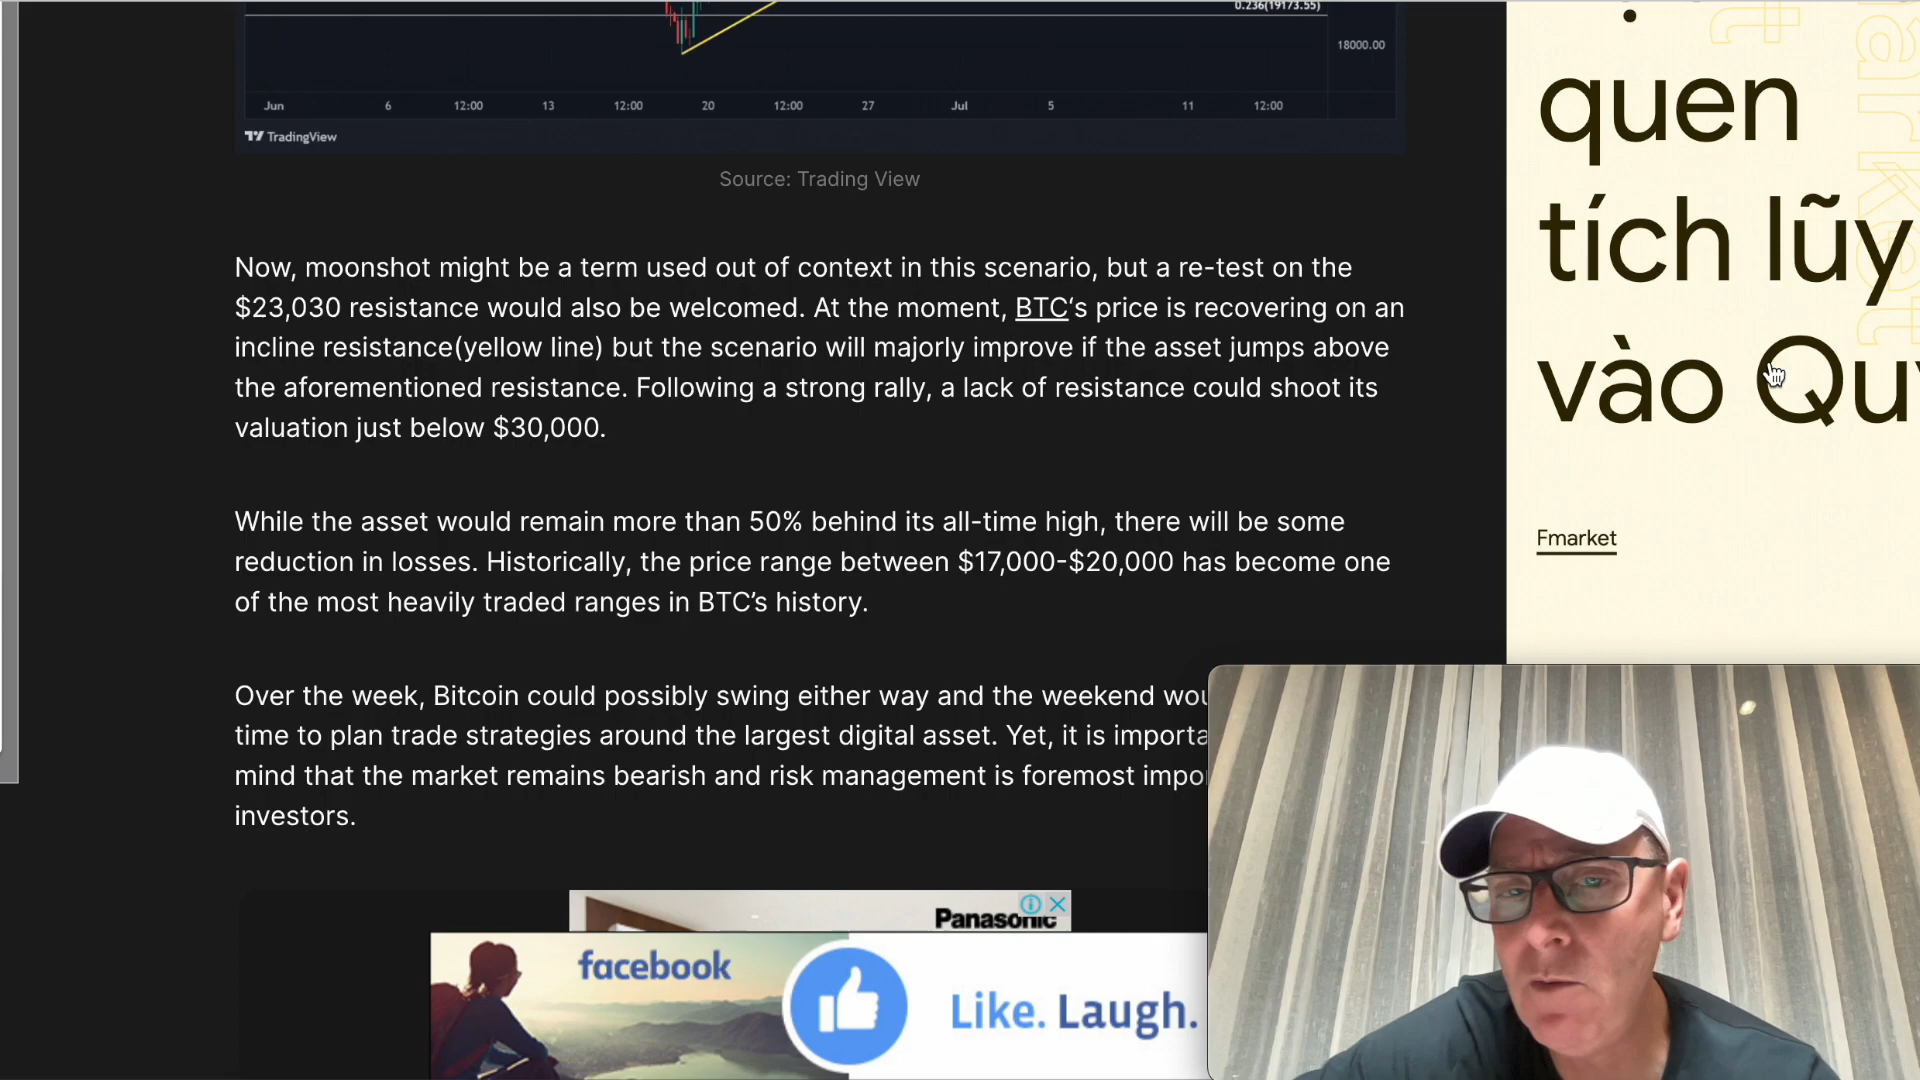 0.236(19173.55)
18000.00
Jun 6 12:00 13 12:00 20 12:00 27 Jul 5 11 12:00
TradingView
Source: Trading View
Now, moonshot might be a term used out of context in this scenario, but a re-test on the
$23,030 resistance would also be welcomed. At the moment, BTC‘s price is recovering on an
incline resistance(yellow line) but the scenario will majorly improve if the asset jumps above
the aforementioned resistance. Following a strong rally, a lack of resistance could shoot its
valuation just below $30,000.
While the asset would remain more than 50% behind its all-time high, there will be some
reduction in losses. Historically, the price range between $17,000-$20,000 has become one
of the most heavily traded ranges in BTC’s history.
Over the week, Bitcoin could possibly swing either way and the weekend
time to plan trade strategies around the largest digital asset. Yet, it is
mind that the market remains bearish and risk management is foremost
investors.
Panasonic
facebook
Like. Laugh.
quen
tích lũy
vào
Fmarket